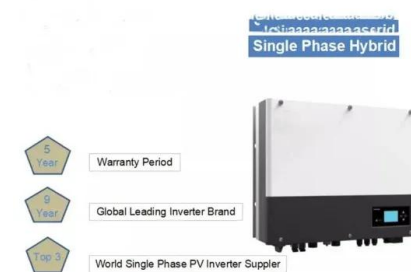 Single Phase Hybrid
5
Year
Warranty Period
9
Year
Global Leading Inverter Brand
Top 3
World Single Phase PV Inverter Suppler